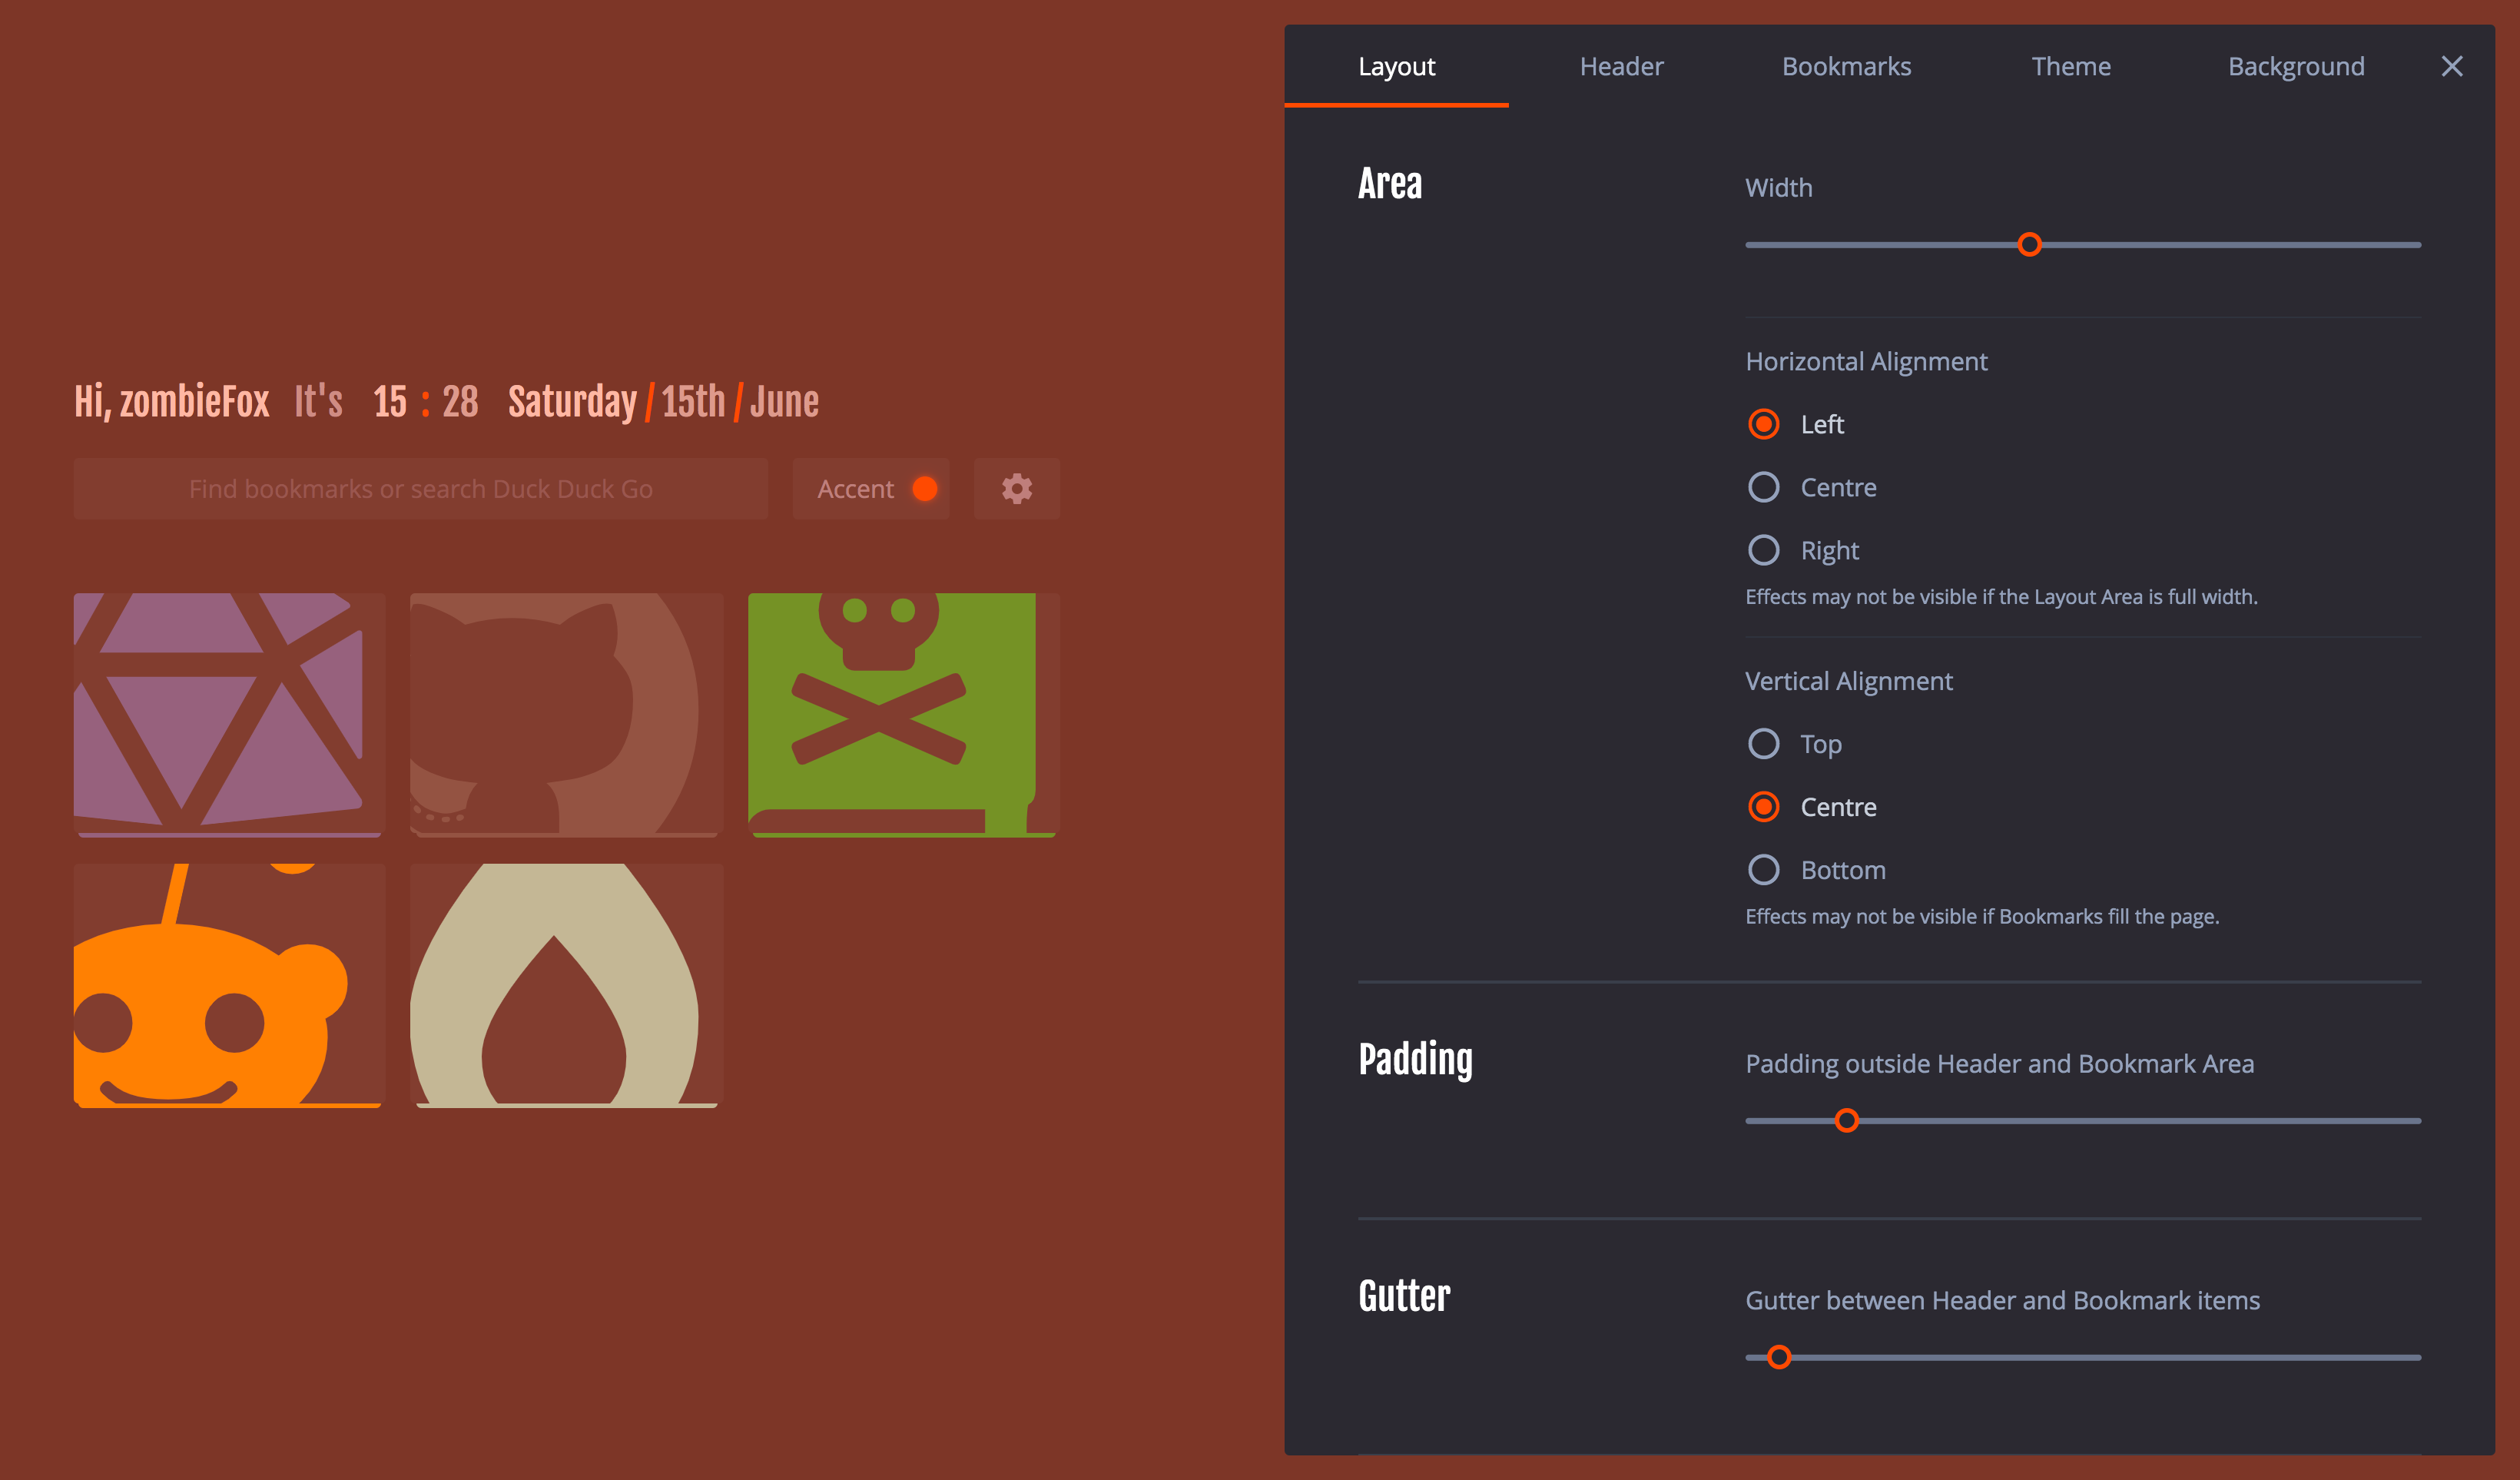 Hi, zombieFox It's 15 : 28 Saturday / 15th / June
Find bookmarks or search Duck Duck Go
Accent
Layout Header Bookmarks Theme Background
Area
Width
Horizontal Alignment
Left
Centre
Right
Effects may not be visible if the Layout Area is full width.
Vertical Alignment
Top
Centre
Bottom
Effects may not be visible if Bookmarks fill the page.
Padding
Padding outside Header and Bookmark Area
Gutter
Gutter between Header and Bookmark items